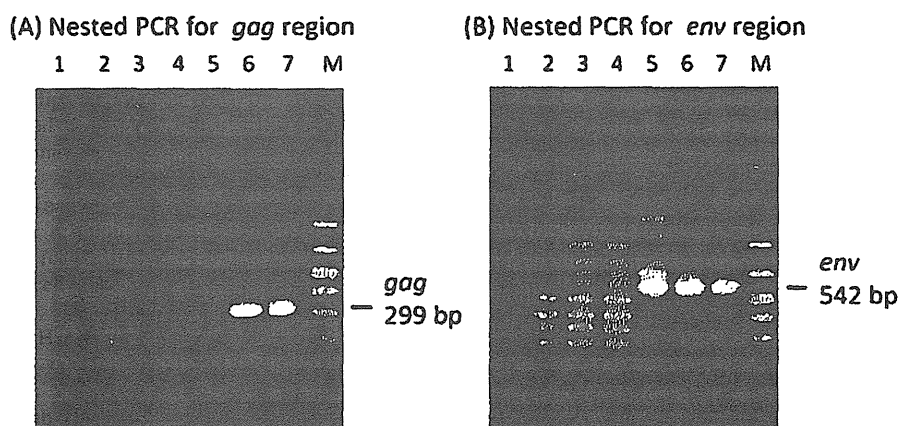 (A) Nested PCR for gag region
1 2 3 4 5 6 7 M
gag
299 bp
(B) Nested PCR for env region
1 2 3 4 5 6 7 M
env
542 bp